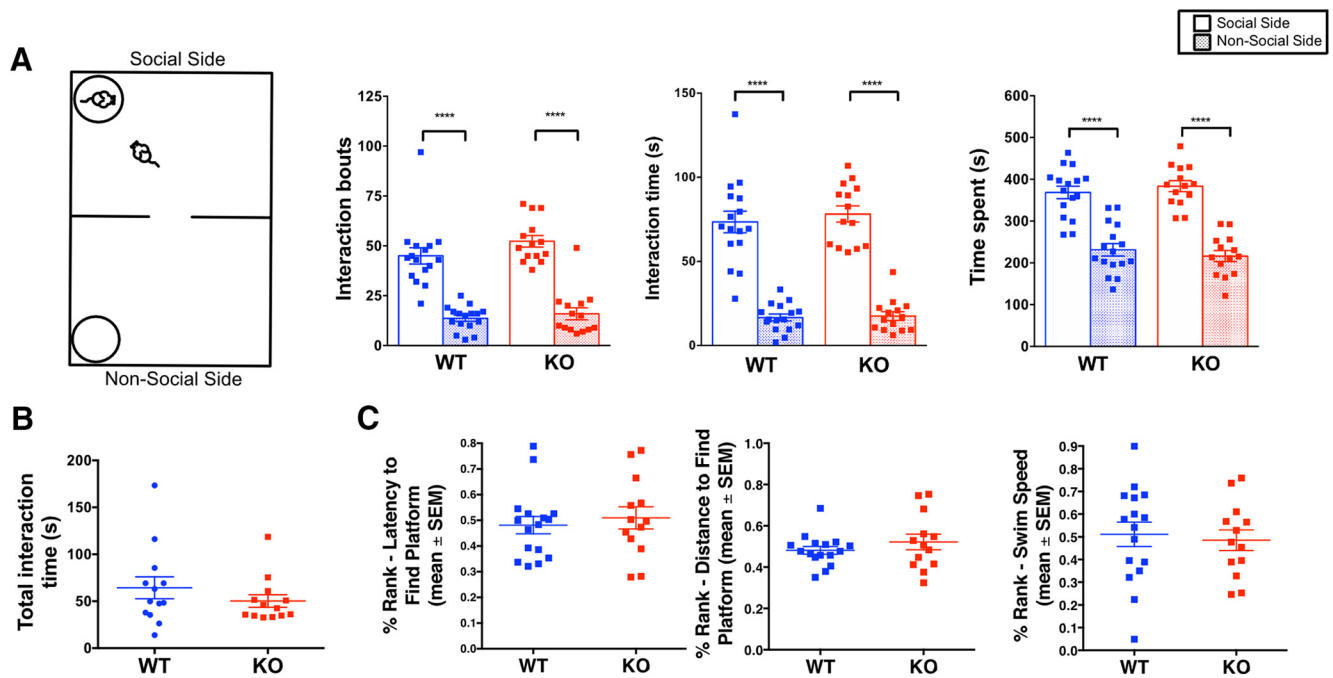 Social Side
Non-Social Side
A
Social Side
Non-Social Side
Interaction bouts
125
100
75
50
25
0
****
****
WT
KO
Interaction time (s)
150
100
50
0
****
****
WT
KO
Time spent (s)
600
500
400
300
200
100
0
****
****
WT
KO
B
Total interaction
time (s)
200
150
100
50
0
WT
KO
C
% Rank - Latency to
Find Platform
(mean ± SEM)
0.8
0.7
0.6
0.5
0.4
0.3
0.2
0.1
0.0
WT
KO
% Rank - Distance to Find
Platform (mean ± SEM)
1.0
0.8
0.6
0.4
0.2
0.0
WT
KO
% Rank - Swim Speed
(mean ± SEM)
0.9
0.8
0.7
0.6
0.5
0.4
0.3
0.2
0.1
0.0
WT
KO